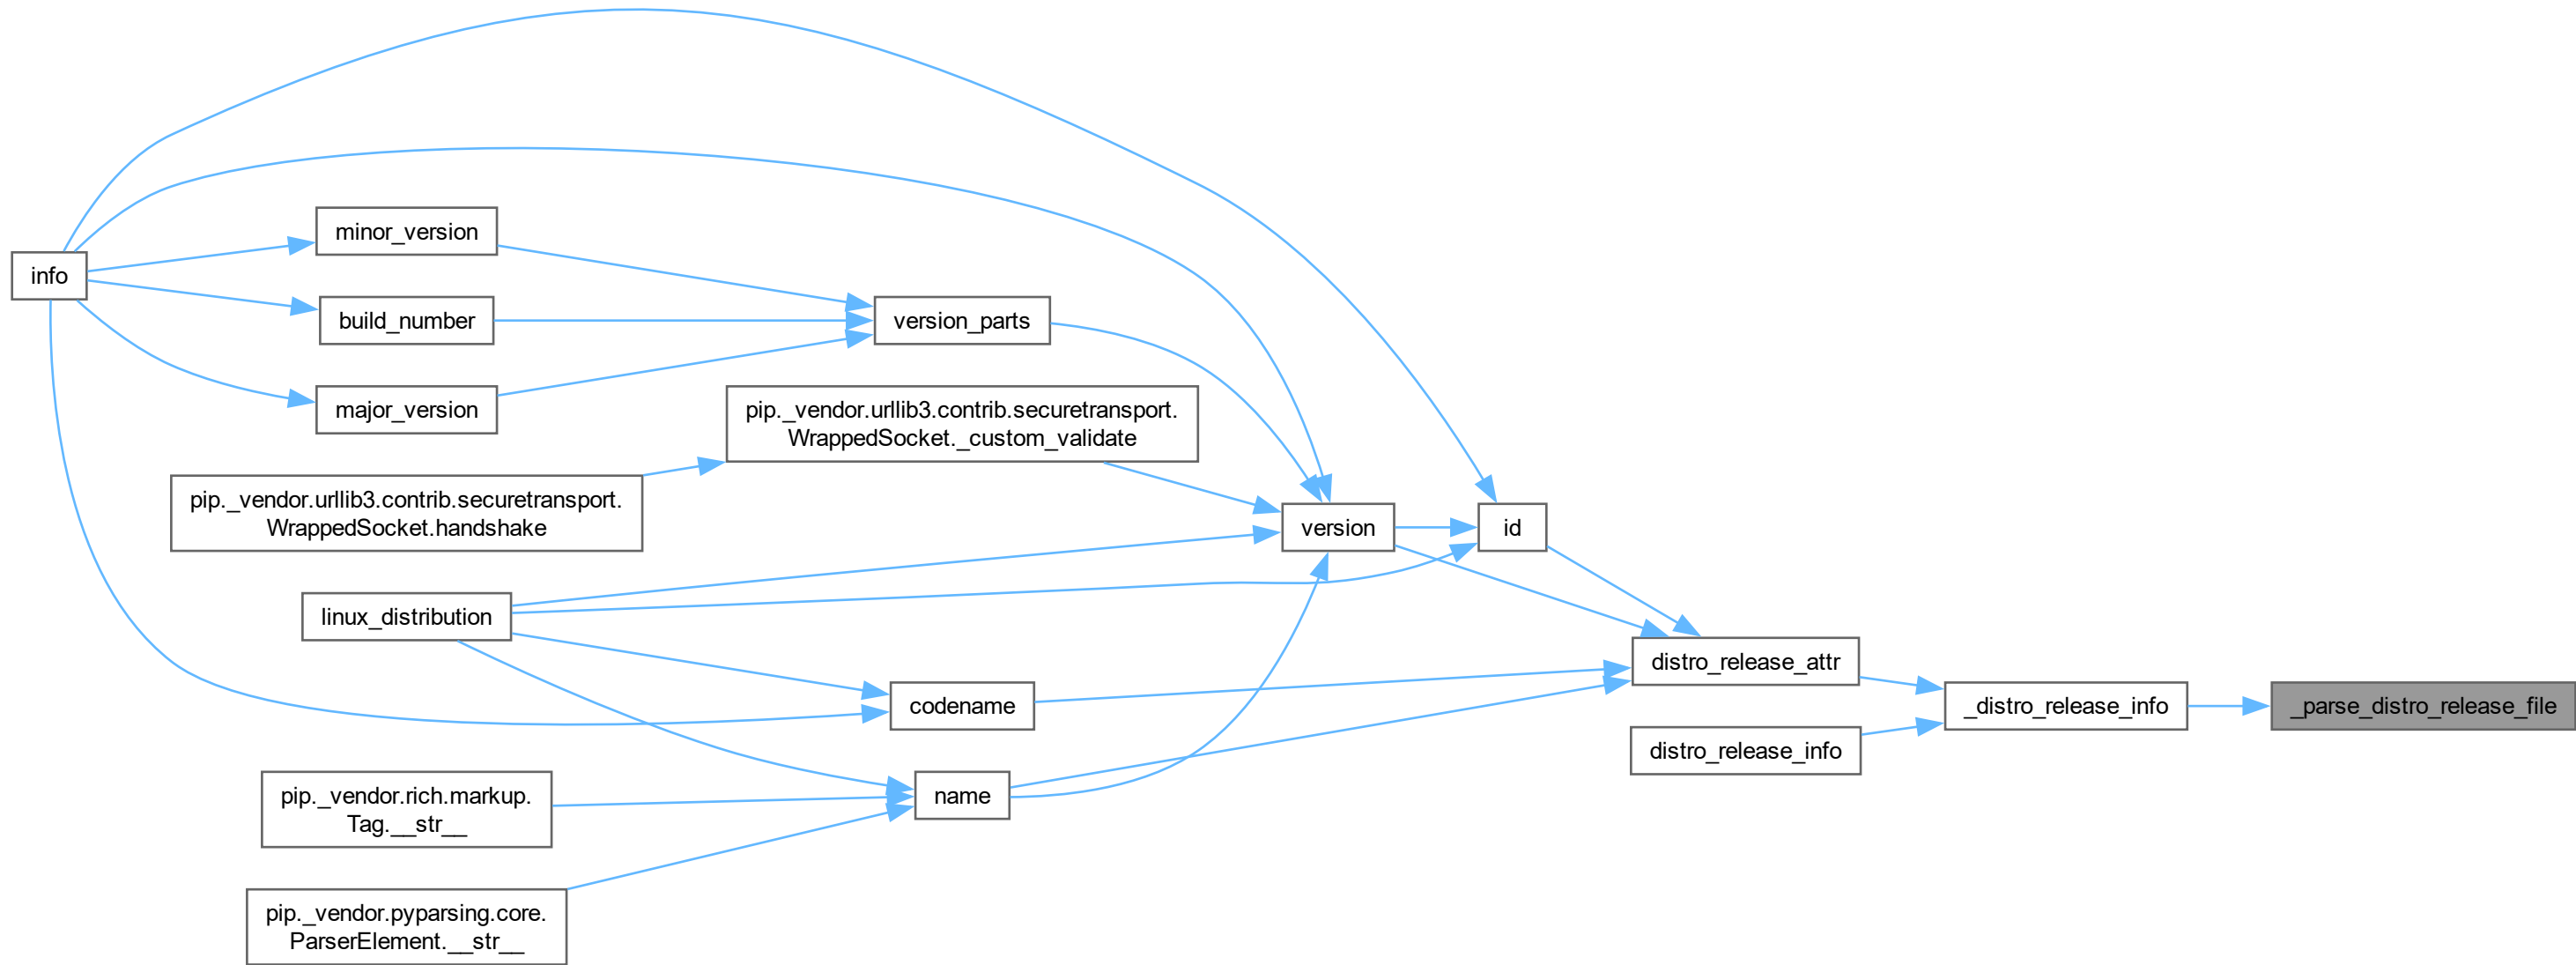 info
minor_version
build_number
major_version
version_parts
pip._vendor.urllib3.contrib.securetransport.
WrappedSocket._custom_validate
pip._vendor.urllib3.contrib.securetransport.
WrappedSocket.handshake
version
id
linux_distribution
distro_release_attr
codename
_distro_release_info
_parse_distro_release_file
distro_release_info
name
pip._vendor.rich.markup.
Tag.__str__
pip._vendor.pyparsing.core.
ParserElement.__str__